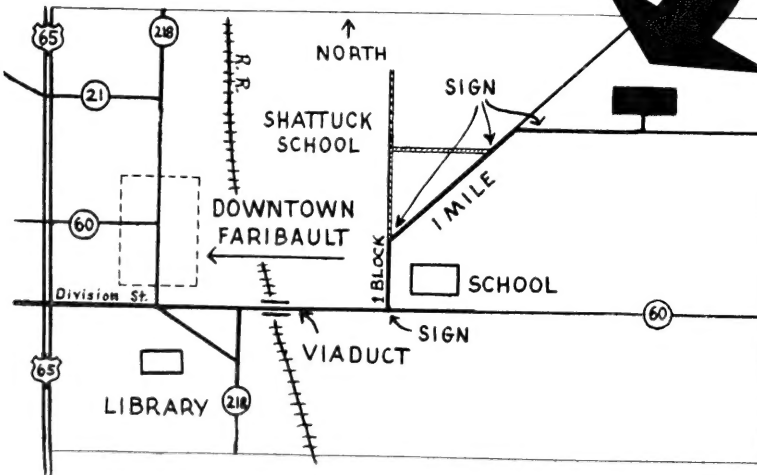 65
218
NORTH
R.R.
21
SIGN
SHATTUCK
SCHOOL
60
DOWNTOWN
FARIBAULT
1 MILE
1 BLOCK
SCHOOL
Division St.
60
SIGN
VIADUCT
65
LIBRARY
218